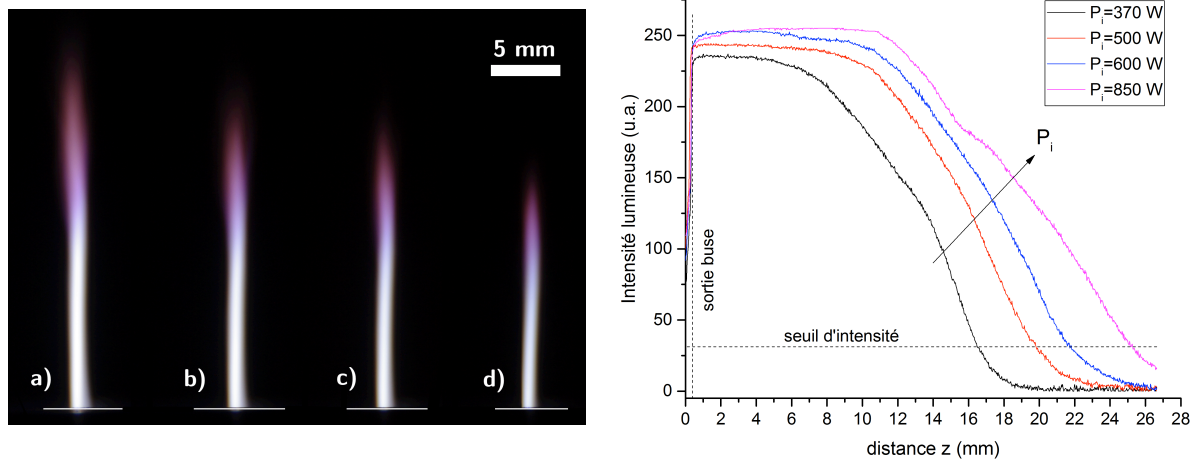 5 mm
a)
b)
c)
d)
Intensité lumineuse (u.a.)
250
200
150
100
50
0
0 2 4 6 8 10 12 14 16 18 20 22 24 26 28
distance z (mm)
sortie buse
seuil d'intensité
Pi
Pi=370 W
Pi=500 W
Pi=600 W
Pi=850 W